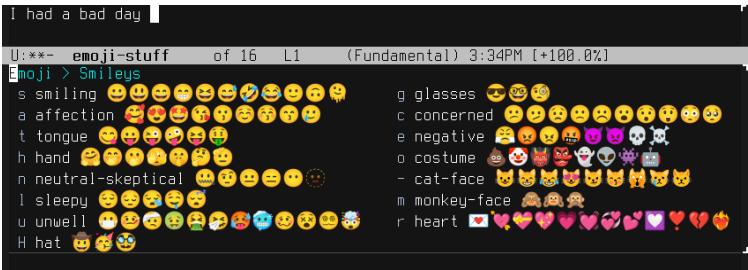 I had a bad day
U:**-  emoji-stuff    of 16   L1    (Fundamental) 3:34PM [+100.0%]
Emoji > Smileys
s smiling
g glasses
a affection
c concerned
t tongue
e negative
h hand
o costume
n neutral-skeptical
- cat-face
l sleepy
m monkey-face
u unwell
r heart
H hat